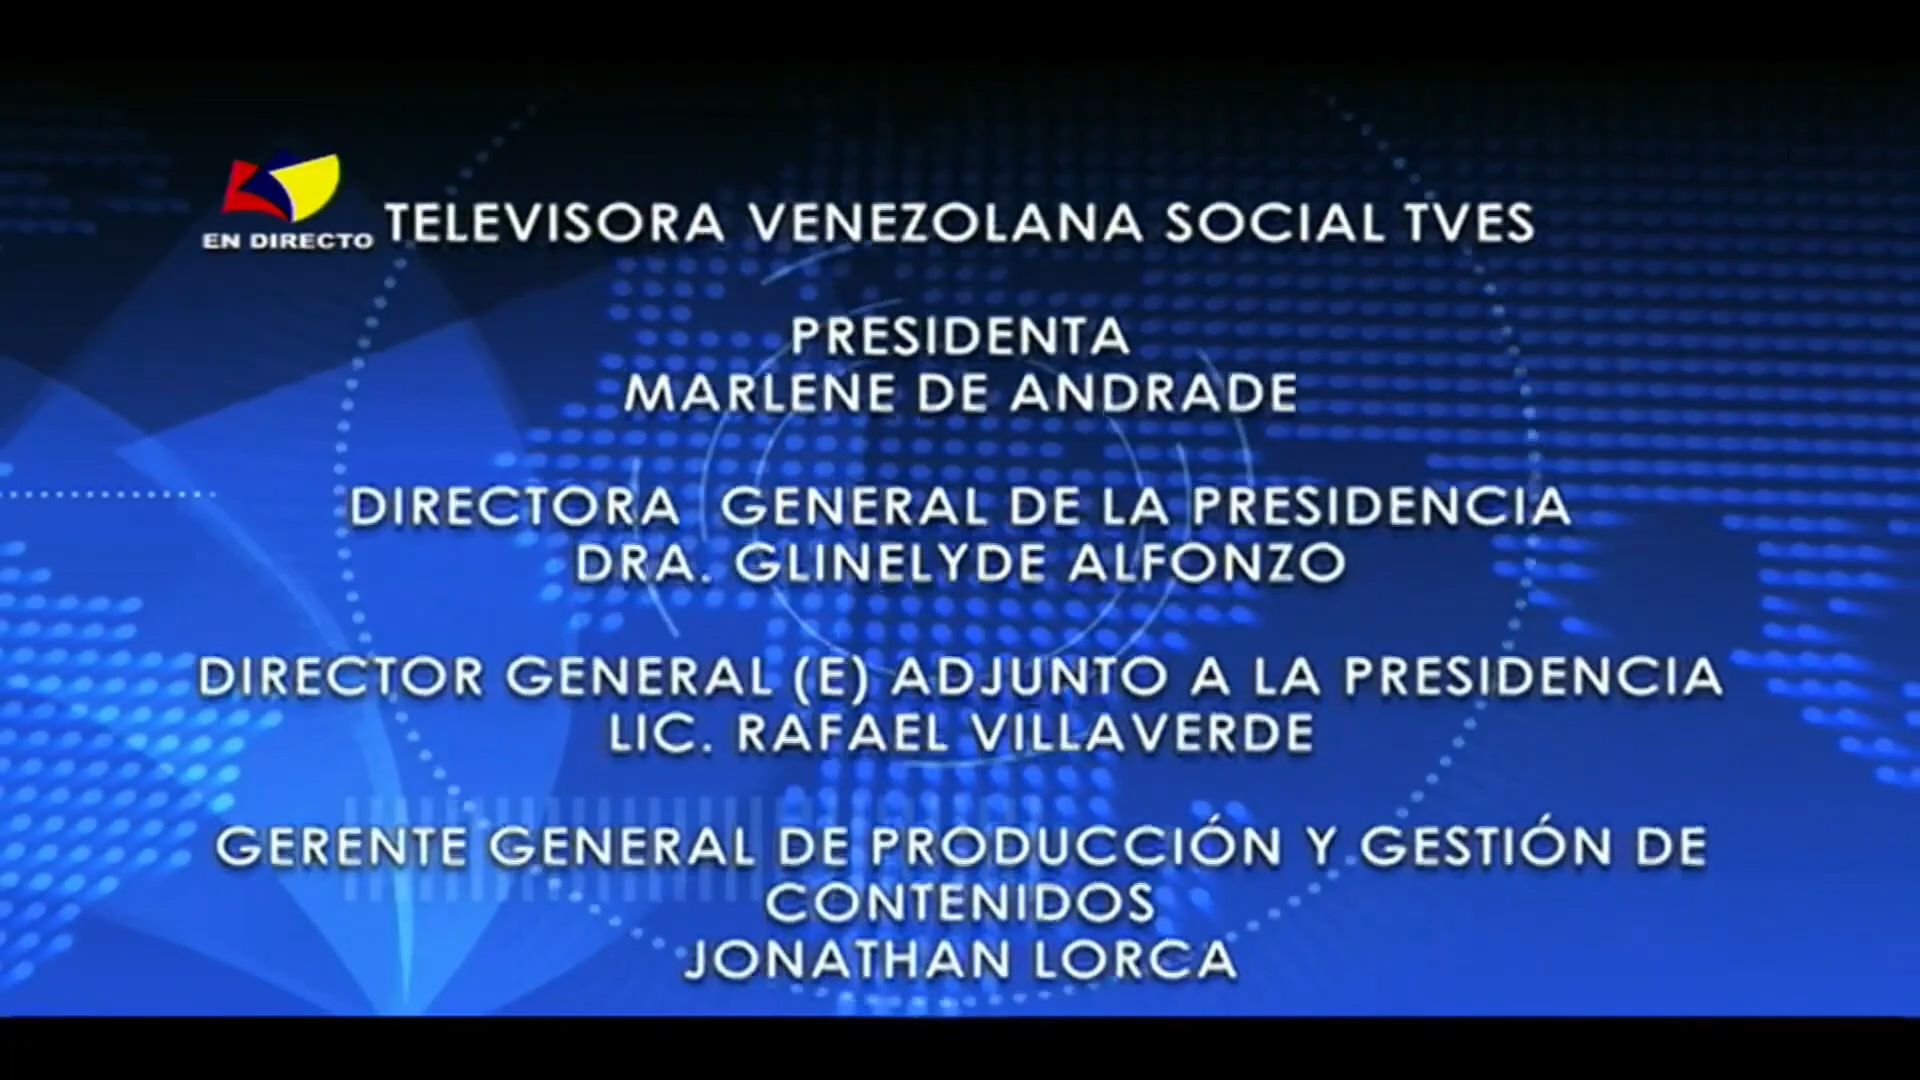 EN DIRECTO
TELEVISORA VENEZOLANA SOCIAL TVES
PRESIDENTA
MARLENE DE ANDRADE
DIRECTORA GENERAL DE LA PRESIDENCIA
DRA. GLINELYDE ALFONZO
DIRECTOR GENERAL (E) ADJUNTO A LA PRESIDENCIA
LIC. RAFAEL VILLAVERDE
GERENTE GENERAL DE PRODUCCIÓN Y GESTIÓN DE
CONTENIDOS
JONATHAN LORCA